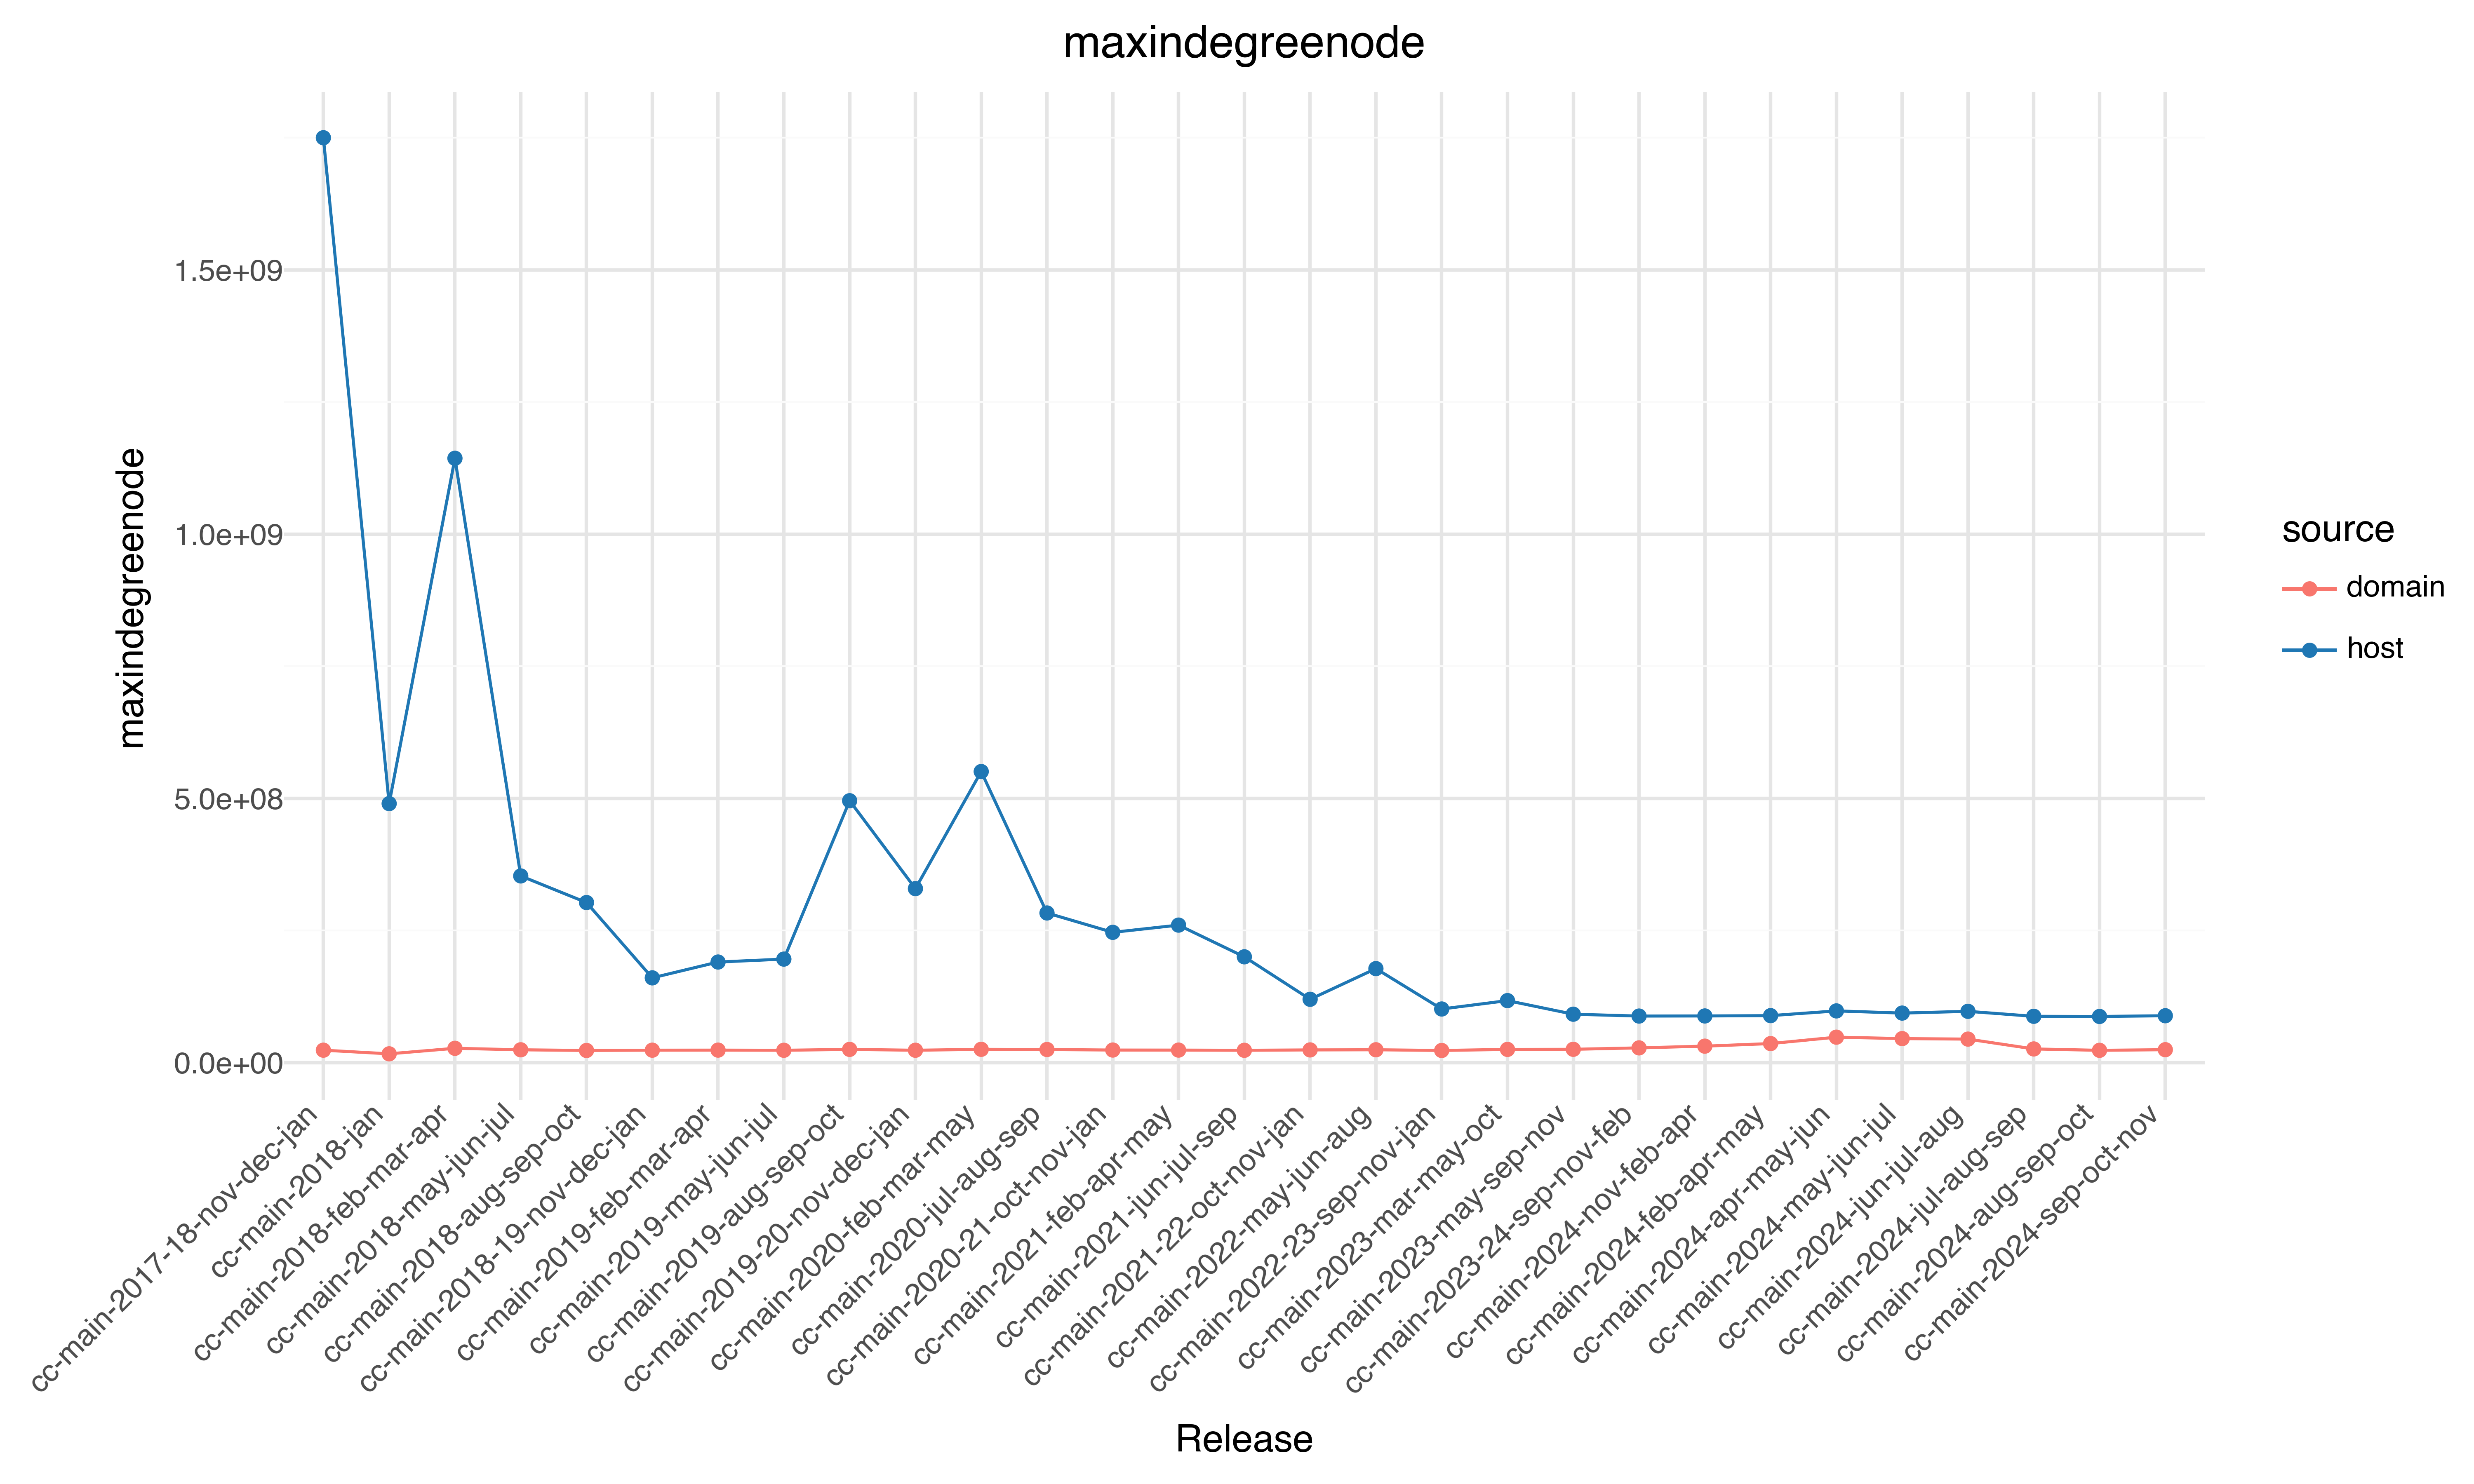 maxindegreenode
maxindegreenode
1.5e+09
1.0e+09
5.0e+08
0.0e+00
source
domain
host
cc-main-2017-18-nov-dec-jan
cc-main-2018-jan
cc-main-2018-feb-mar-apr
cc-main-2018-may-jun-jul
cc-main-2018-aug-sep-oct
cc-main-2018-19-nov-dec-jan
cc-main-2019-feb-mar-apr
cc-main-2019-may-jun-jul
cc-main-2019-aug-sep-oct
cc-main-2019-20-nov-dec-jan
cc-main-2020-feb-mar-may
cc-main-2020-jul-aug-sep
cc-main-2020-21-oct-nov-jan
cc-main-2021-feb-apr-may
cc-main-2021-jun-jul-sep
cc-main-2021-22-oct-nov-jan
cc-main-2022-may-jun-aug
cc-main-2022-23-sep-nov-jan
cc-main-2023-mar-may-oct
cc-main-2023-may-sep-nov
cc-main-2023-24-sep-nov-feb
cc-main-2024-nov-feb-apr
cc-main-2024-feb-apr-may
cc-main-2024-apr-may-jun
cc-main-2024-may-jun-jul
cc-main-2024-jun-jul-aug
cc-main-2024-jul-aug-sep
cc-main-2024-aug-sep-oct
cc-main-2024-sep-oct-nov
Release